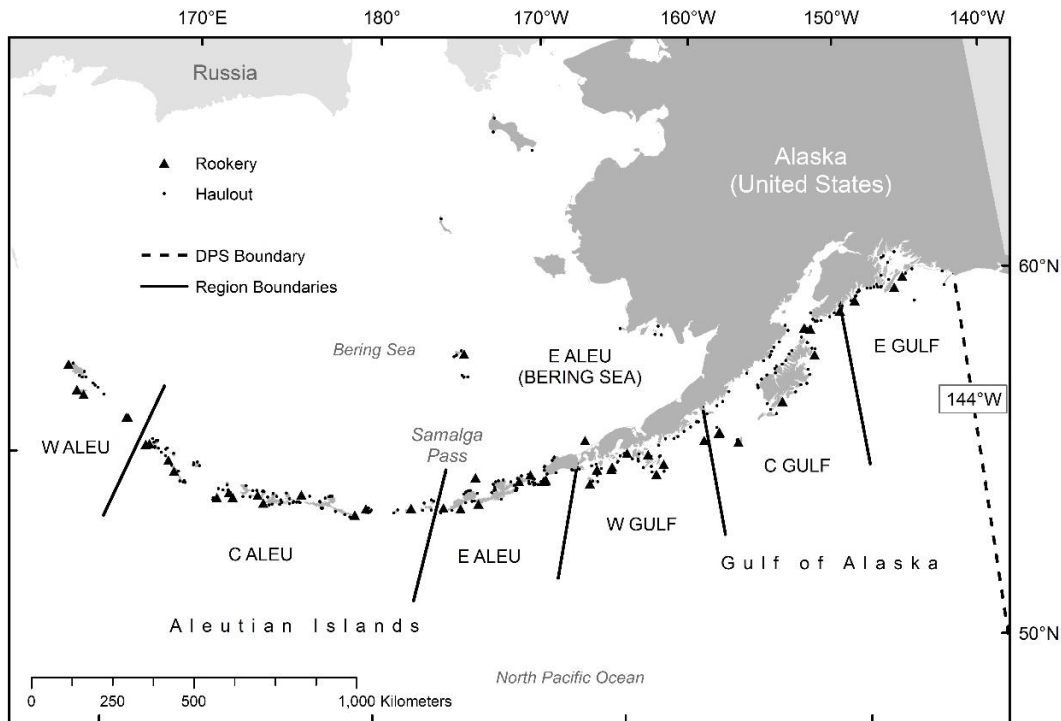 170°E 180° 170°W 160°W 150°W 140°W
Russia
Alaska
(United States)
Rookery
Haulout
DPS Boundary
Region Boundaries
60°N
Bering Sea
E ALEU
(BERING SEA)
E GULF
144°W
W ALEU
Samalga
Pass
C GULF
W GULF
C ALEU
E ALEU
Gulf of Alaska
Aleutian Islands
50°N
North Pacific Ocean
0 250 500 1,000 Kilometers